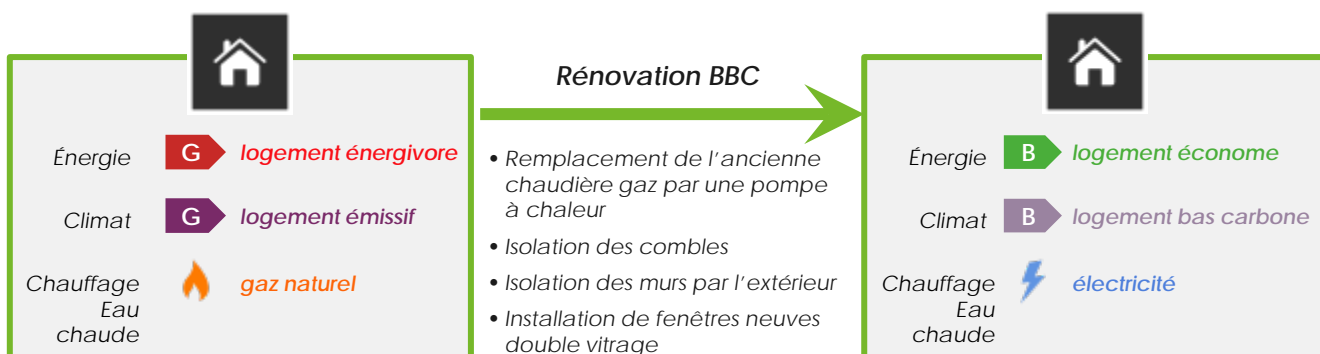 Énergie
G
logement énergivore
Climat
G
logement émissif
Chauffage
Eau
chaude
gaz naturel
Rénovation BBC
• Remplacement de l'ancienne
chaudière gaz par une pompe
à chaleur
• Isolation des combles
• Isolation des murs par l'extérieur
• Installation de fenêtres neuves
double vitrage
Énergie
B
logement économe
Climat
B
logement bas carbone
Chauffage
Eau
chaude
électricité